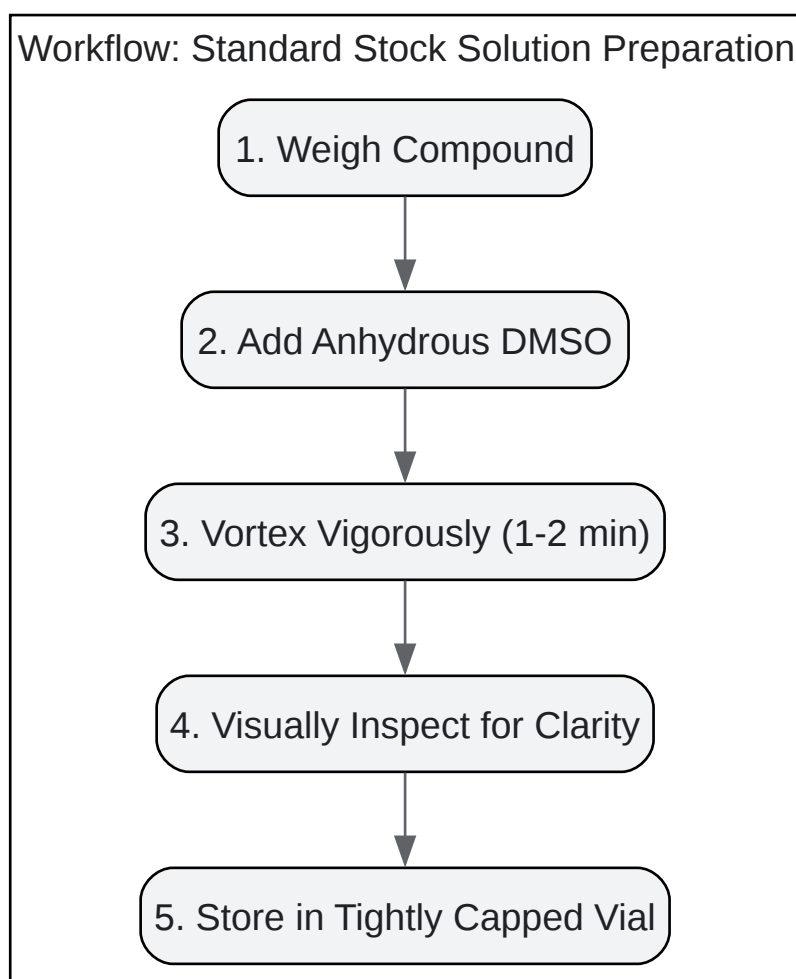 Workflow: Standard Stock Solution Preparation
1. Weigh Compound
2. Add Anhydrous DMSO
3. Vortex Vigorously (1-2 min)
4. Visually Inspect for Clarity
5. Store in Tightly Capped Vial